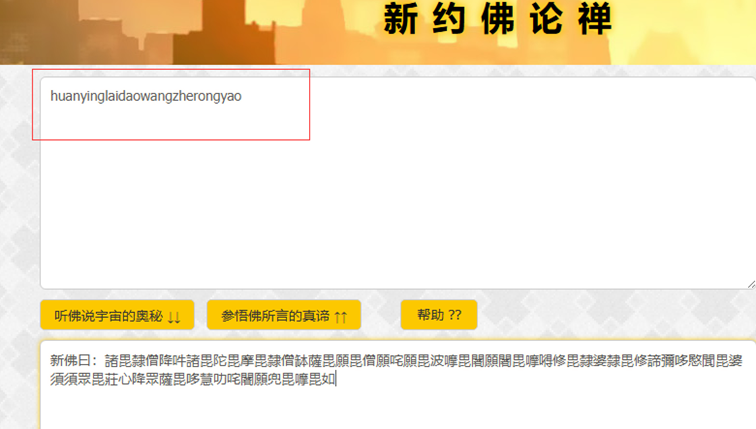 新约佛论禅
huanyinglaidaowangzherongyao
听佛说宇宙的奥秘 ↓↓
参悟佛所言的真谛 ↑↑
帮助 ??
新佛曰：諸毘隸僧降吽諸毘陀毘摩毘隸僧缽薩毘願毘僧願咤願毘波嚤毘闍願闍毘嚤嘚修毘隸婆隸毘修諦彌哆愍聞毘婆
須須眾毘莊心降眾薩毘哆慧叻咤闍願兜毘嚤毘如